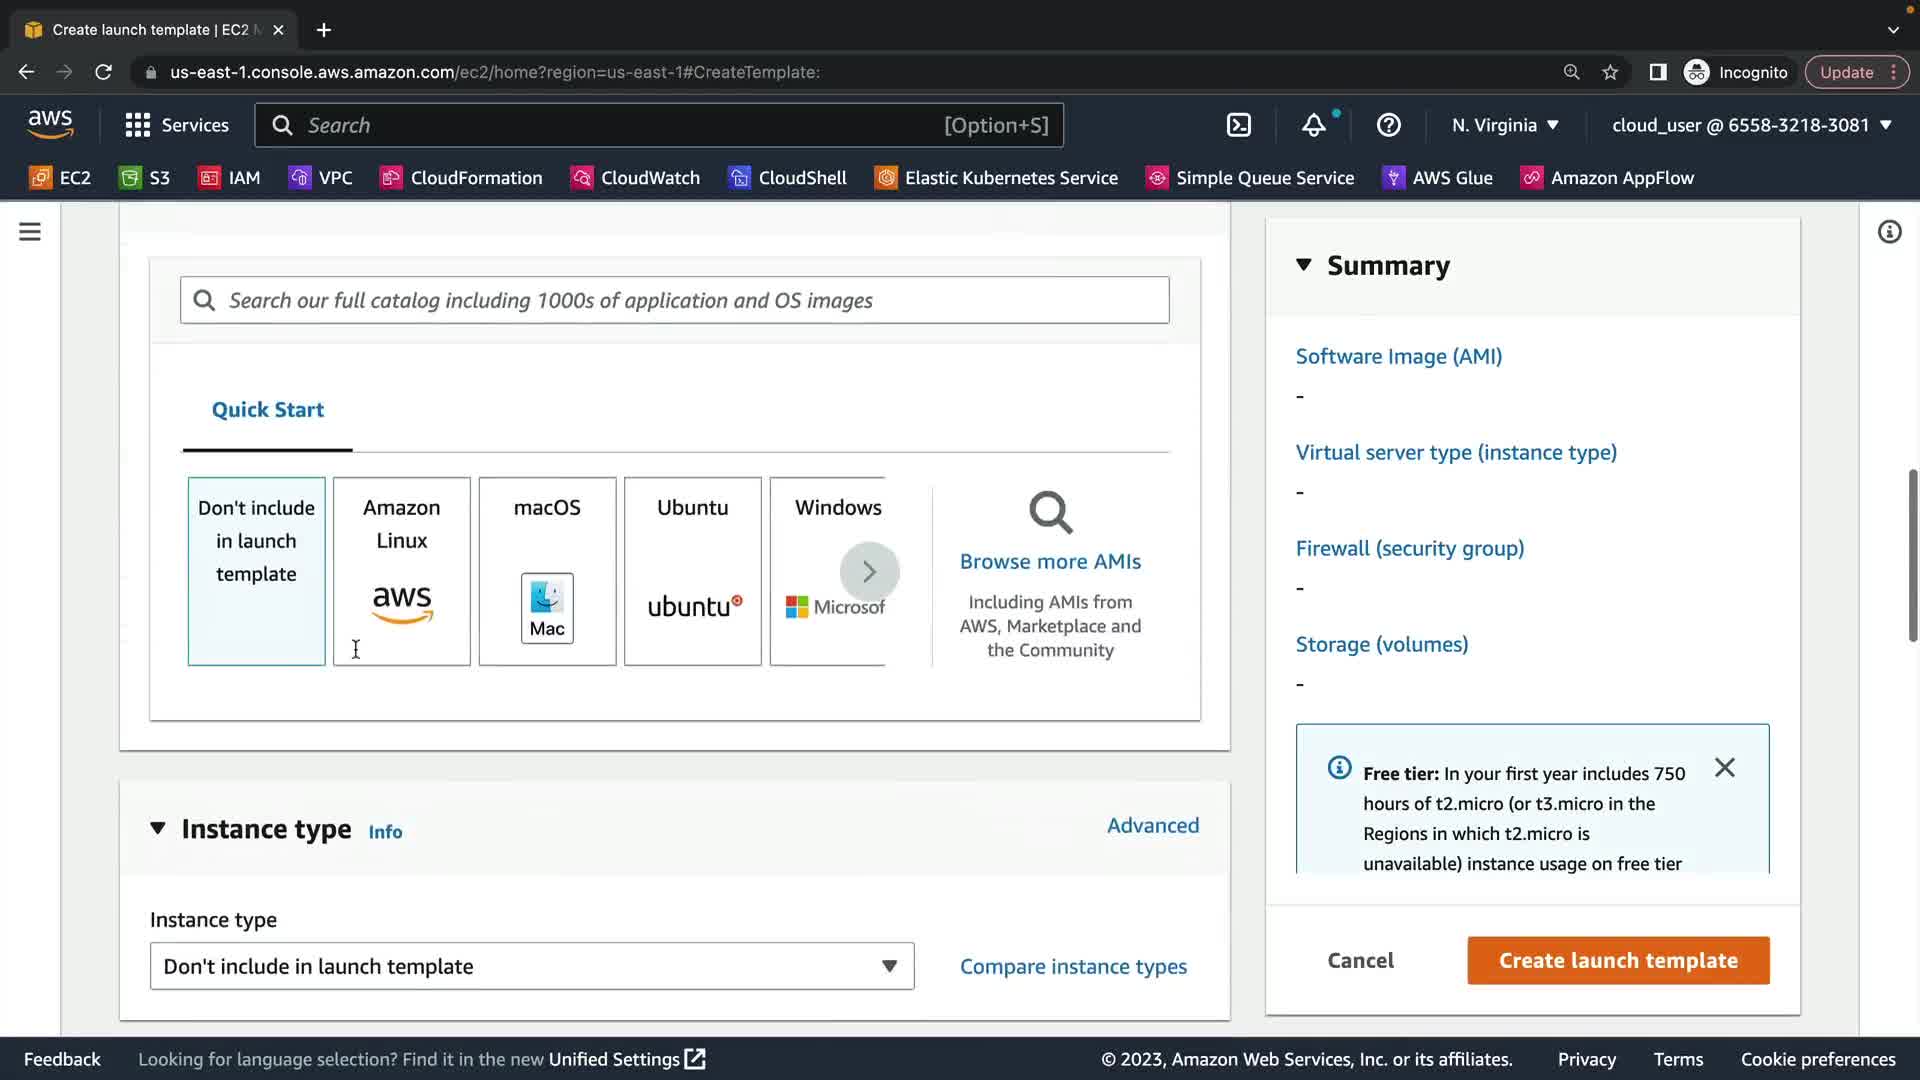 Create launch template | EC2 M
us-east-1.console.aws.amazon.com/ec2/home?region=us-east-1#CreateTemplate:
Incognito
Update
aws
Services
Search
[Option+S]
N. Virginia
cloud_user @ 6558-3218-3081
EC2
S3
IAM
VPC
CloudFormation
CloudWatch
CloudShell
Elastic Kubernetes Service
Simple Queue Service
AWS Glue
Amazon AppFlow
Search our full catalog including 1000s of application and OS images
Quick Start
Don't include
in launch
template
Amazon
Linux
aws
macOS
Mac
Ubuntu
ubuntu
Windows
Microsof
Browse more AMIs
Including AMIs from
AWS, Marketplace and
the Community
Instance type
Info
Advanced
Instance type
Don't include in launch template
Compare instance types
Summary
Software Image (AMI)
-
Virtual server type (instance type)
-
Firewall (security group)
-
Storage (volumes)
-
Free tier: In your first year includes 750
hours of t2.micro (or t3.micro in the
Regions in which t2.micro is
unavailable) instance usage on free tier
Cancel
Create launch template
Feedback
Looking for language selection? Find it in the new Unified Settings
© 2023, Amazon Web Services, Inc. or its affiliates.
Privacy
Terms
Cookie preferences